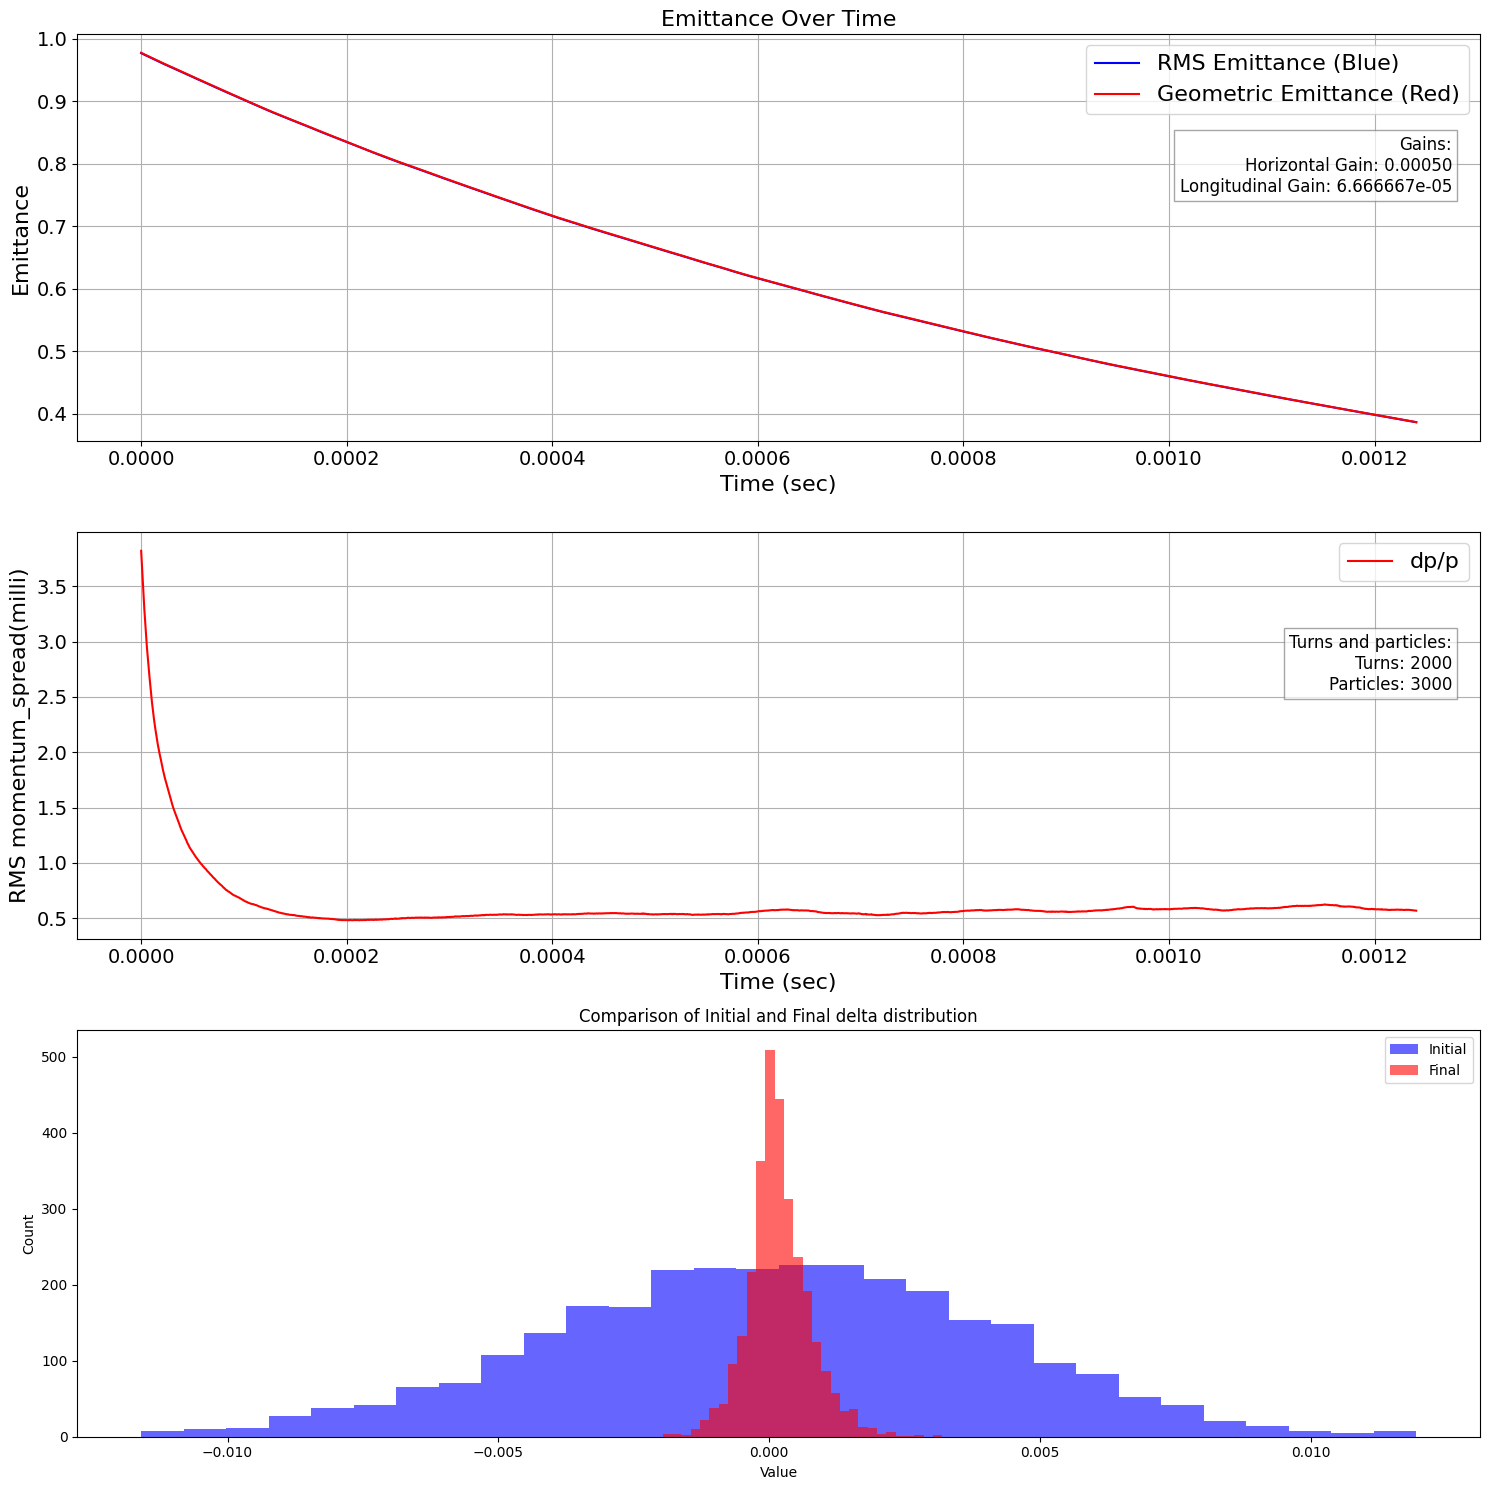 Emittance Over Time
1.0
0.9
0.8
0.7
0.6
0.5
0.4
Emittance
RMS Emittance (Blue)
Geometric Emittance (Red)
Gains:
Horizontal Gain: 0.00050
Longitudinal Gain: 6.666667e-05
0.0000 0.0002 0.0004 0.0006 0.0008 0.0010 0.0012
Time (sec)
3.5
3.0
2.5
2.0
1.5
1.0
0.5
RMS momentum_spread(milli)
dp/p
Turns and particles:
Turns: 2000
Particles: 3000
0.0000 0.0002 0.0004 0.0006 0.0008 0.0010 0.0012
Time (sec)
Comparison of Initial and Final delta distribution
500
400
300
200
100
0
Count
Initial
Final
−0.010 −0.005 0.000 0.005 0.010
Value